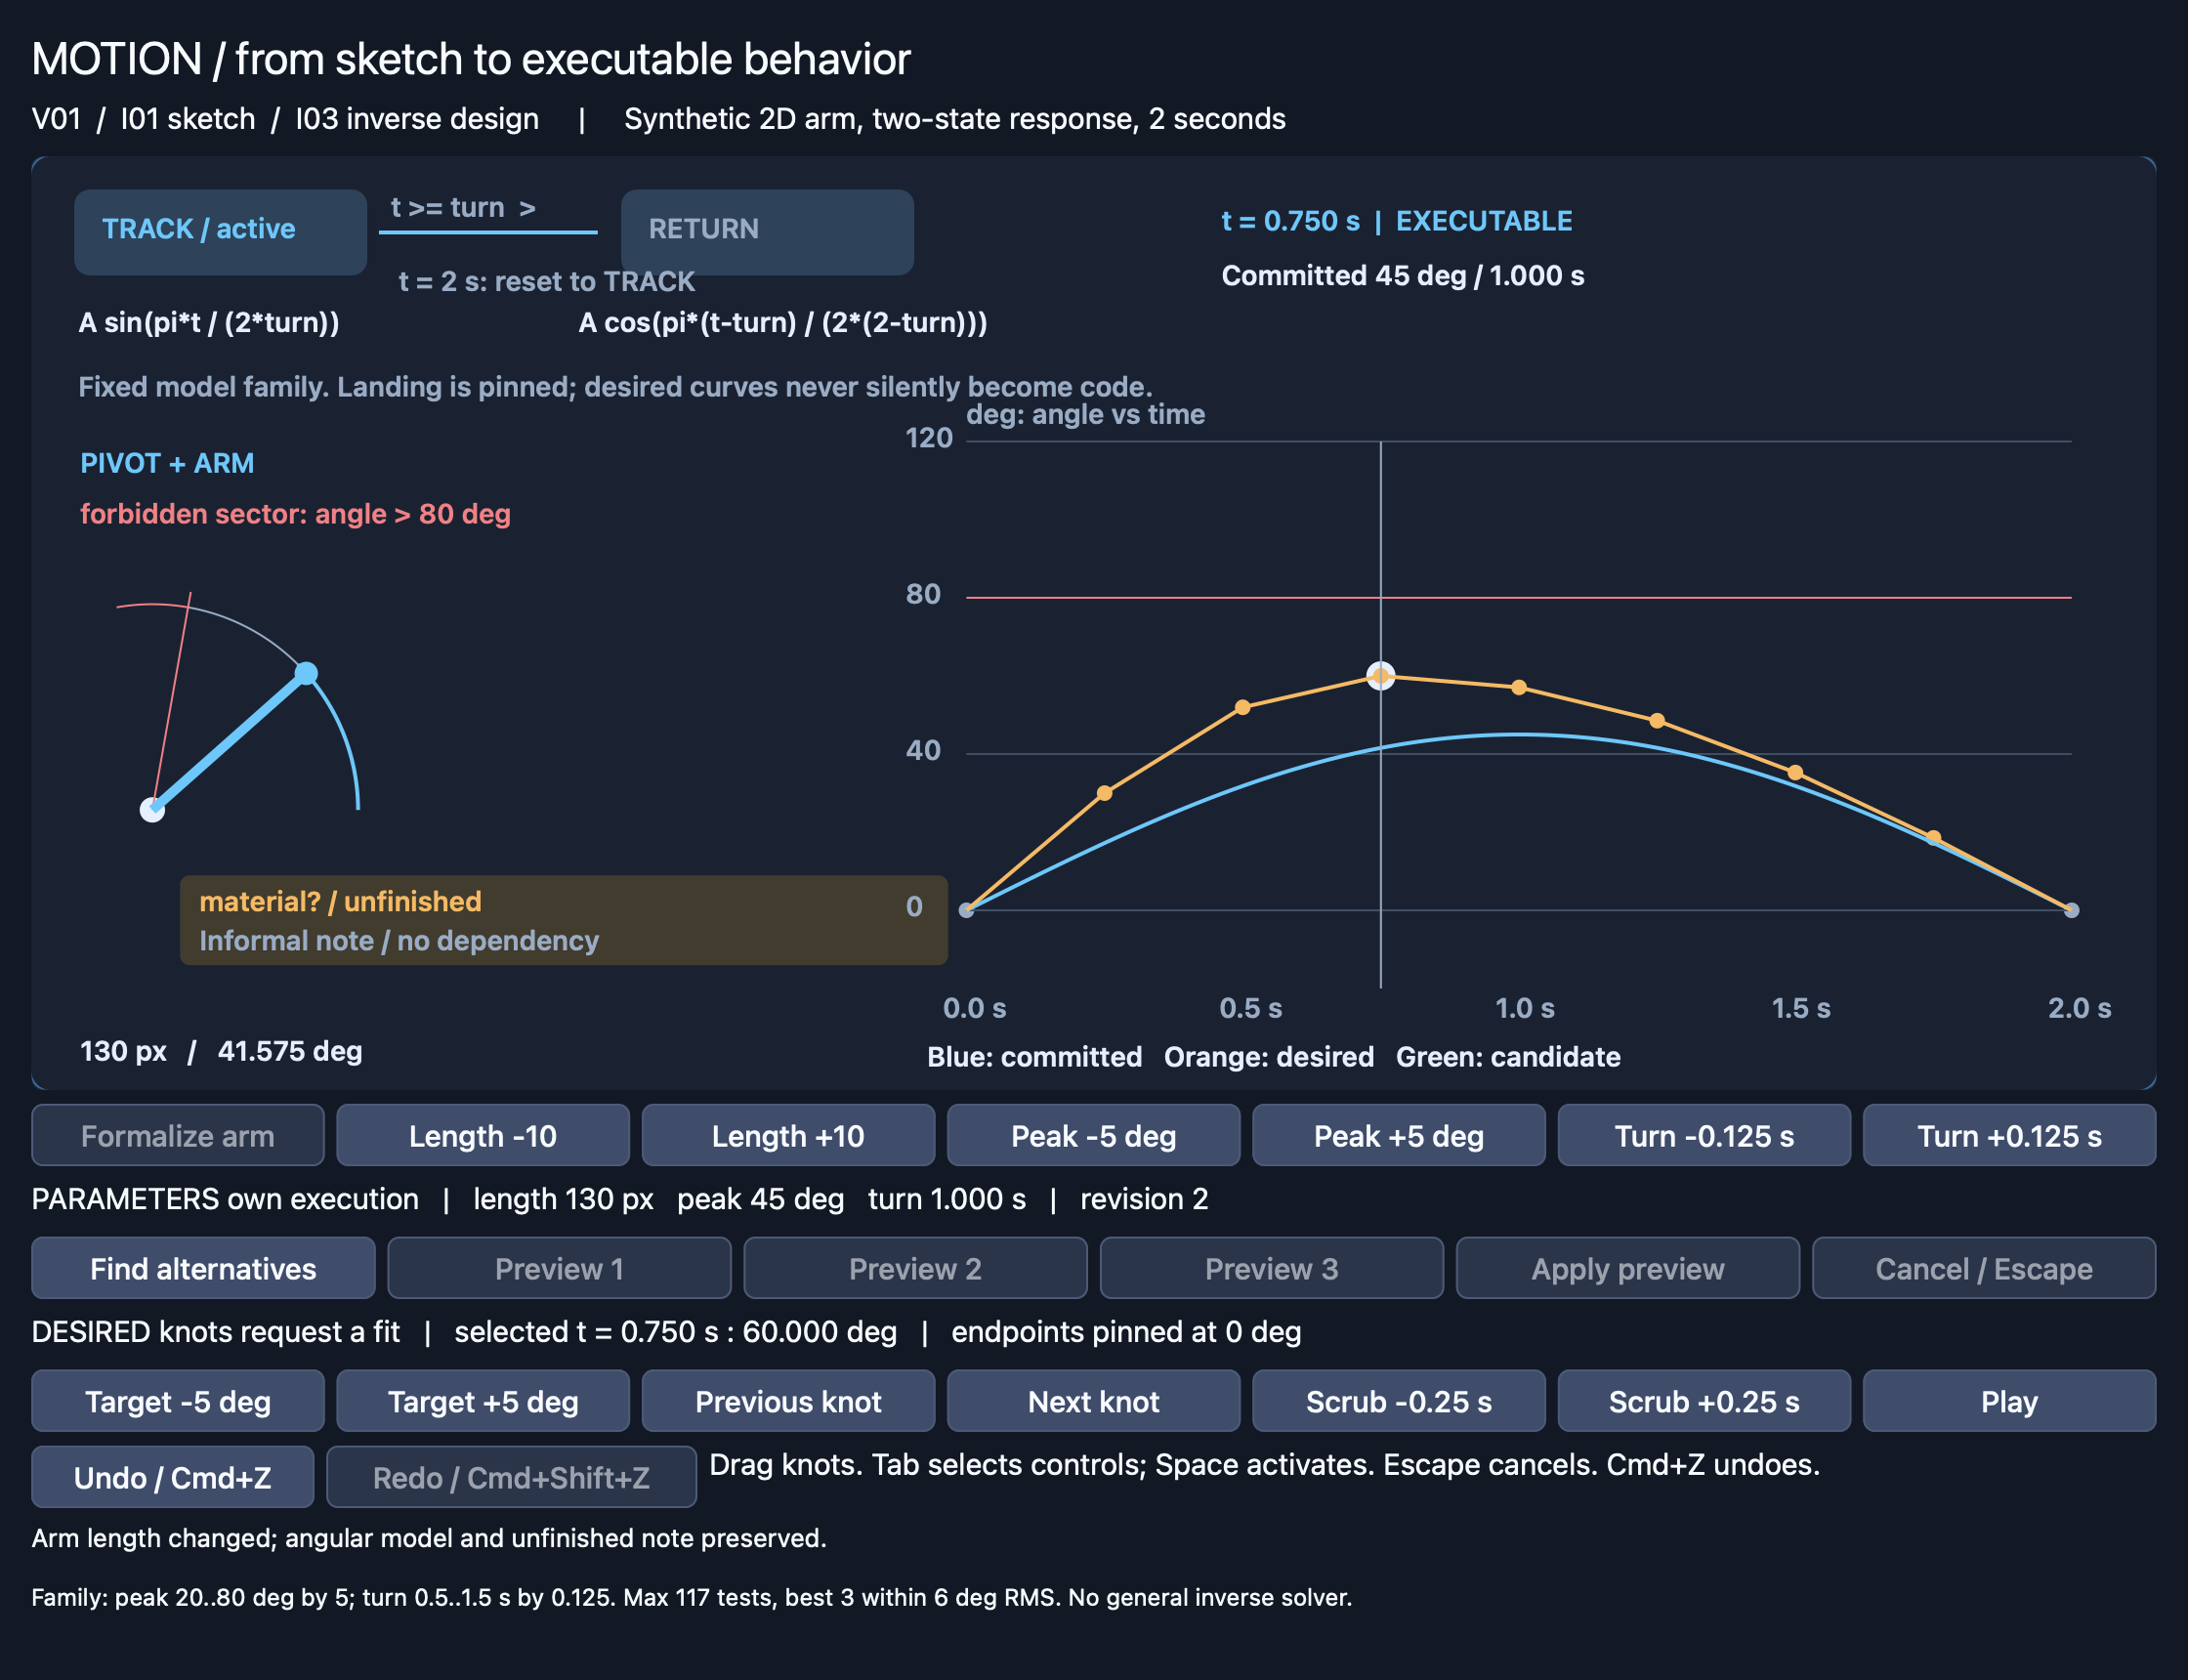 MOTION / from sketch to executable behavior
V01 / I01 sketch / I03 inverse design | Synthetic 2D arm, two-state response, 2 seconds
TRACK / active
t >= turn >
RETURN
t = 0.750 s | EXECUTABLE
t = 2 s: reset to TRACK
Committed 45 deg / 1.000 s
A sin(pi*t / (2*turn))
A cos(pi*(t-turn) / (2*(2-turn)))
Fixed model family. Landing is pinned; desired curves never silently become code.
deg: angle vs time
120
PIVOT + ARM
forbidden sector: angle > 80 deg
80
40
material? / unfinished
0
Informal note / no dependency
0.0 s
0.5 s
1.0 s
1.5 s
2.0 s
130 px / 41.575 deg
Blue: committed Orange: desired Green: candidate
Formalize arm
Length -10
Length +10
Peak -5 deg
Peak +5 deg
Turn -0.125 s
Turn +0.125 s
PARAMETERS own execution | length 130 px peak 45 deg turn 1.000 s | revision 2
Find alternatives
Preview 1
Preview 2
Preview 3
Apply preview
Cancel / Escape
DESIRED knots request a fit | selected t = 0.750 s : 60.000 deg | endpoints pinned at 0 deg
Target -5 deg
Target +5 deg
Previous knot
Next knot
Scrub -0.25 s
Scrub +0.25 s
Play
Undo / Cmd+Z
Redo / Cmd+Shift+Z
Drag knots. Tab selects controls; Space activates. Escape cancels. Cmd+Z undoes.
Arm length changed; angular model and unfinished note preserved.
Family: peak 20..80 deg by 5; turn 0.5..1.5 s by 0.125. Max 117 tests, best 3 within 6 deg RMS. No general inverse solver.